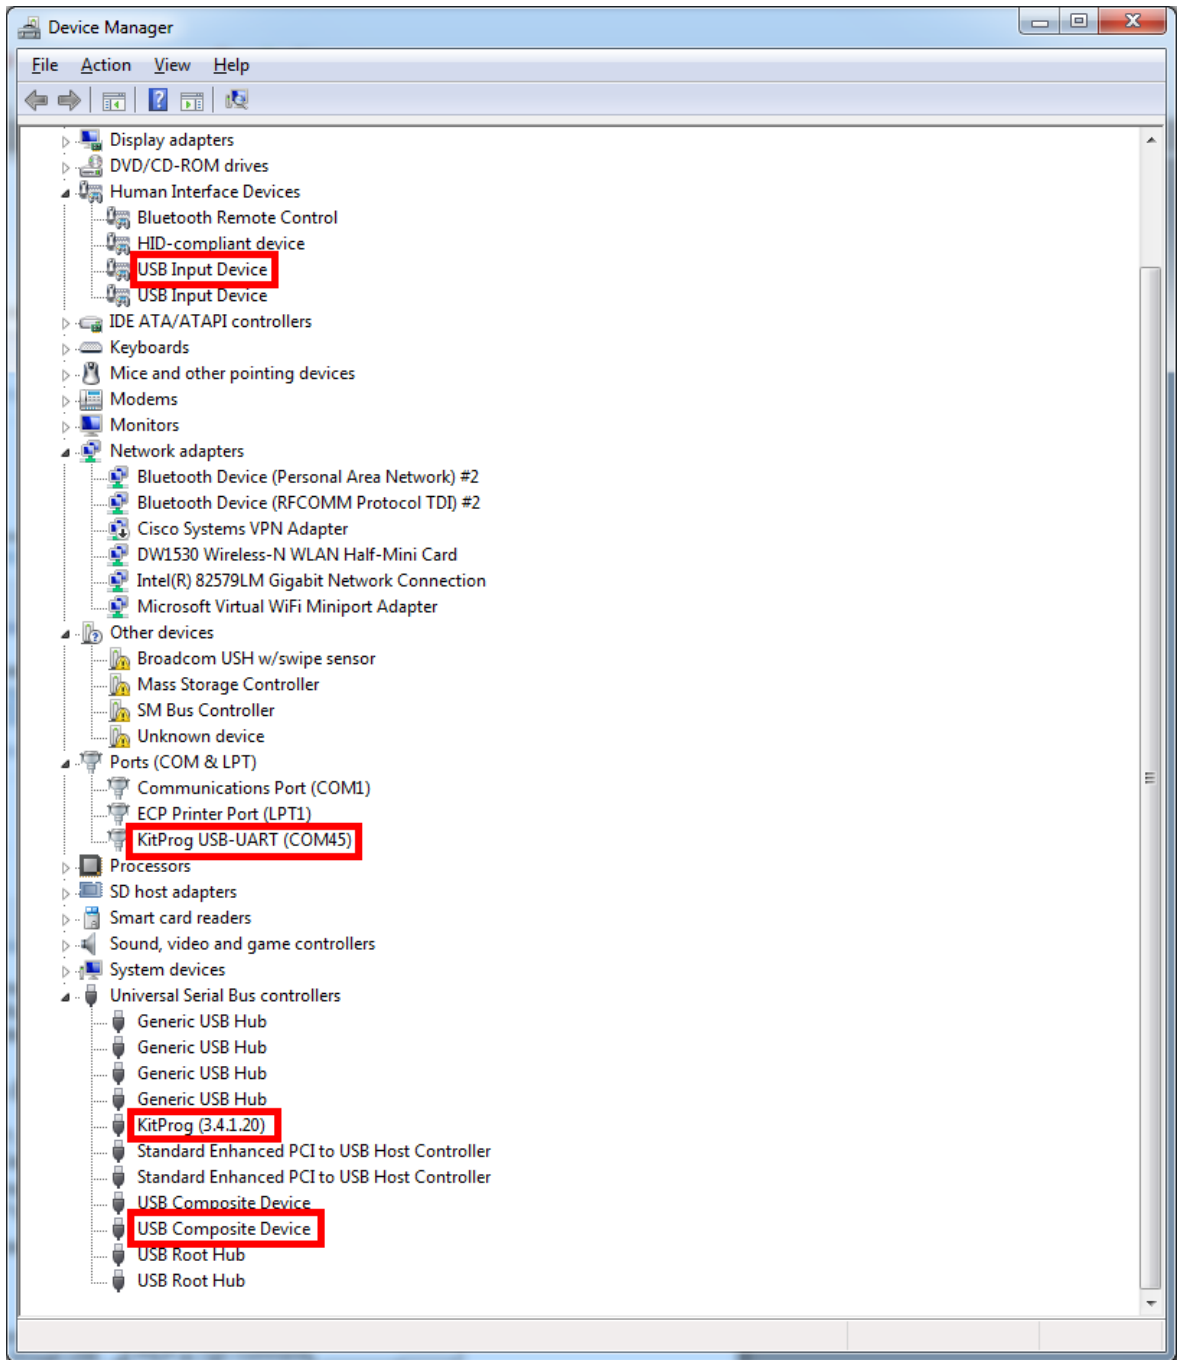 Device Manager
File Action View Help
Display adapters
DVD/CD-ROM drives
Human Interface Devices
Bluetooth Remote Control
HID-compliant device
USB Input Device
USB Input Device
IDE ATA/ATAPI controllers
Keyboards
Mice and other pointing devices
Modems
Monitors
Network adapters
Bluetooth Device (Personal Area Network) #2
Bluetooth Device (RFCOMM Protocol TDI) #2
Cisco Systems VPN Adapter
DW1530 Wireless-N WLAN Half-Mini Card
Intel(R) 82579LM Gigabit Network Connection
Microsoft Virtual WiFi Miniport Adapter
Other devices
Broadcom USH w/swipe sensor
Mass Storage Controller
SM Bus Controller
Unknown device
Ports (COM & LPT)
Communications Port (COM1)
ECP Printer Port (LPT1)
KitProg USB-UART (COM45)
Processors
SD host adapters
Smart card readers
Sound, video and game controllers
System devices
Universal Serial Bus controllers
Generic USB Hub
Generic USB Hub
Generic USB Hub
Generic USB Hub
KitProg (3.4.1.20)
Standard Enhanced PCI to USB Host Controller
Standard Enhanced PCI to USB Host Controller
USB Composite Device
USB Composite Device
USB Root Hub
USB Root Hub